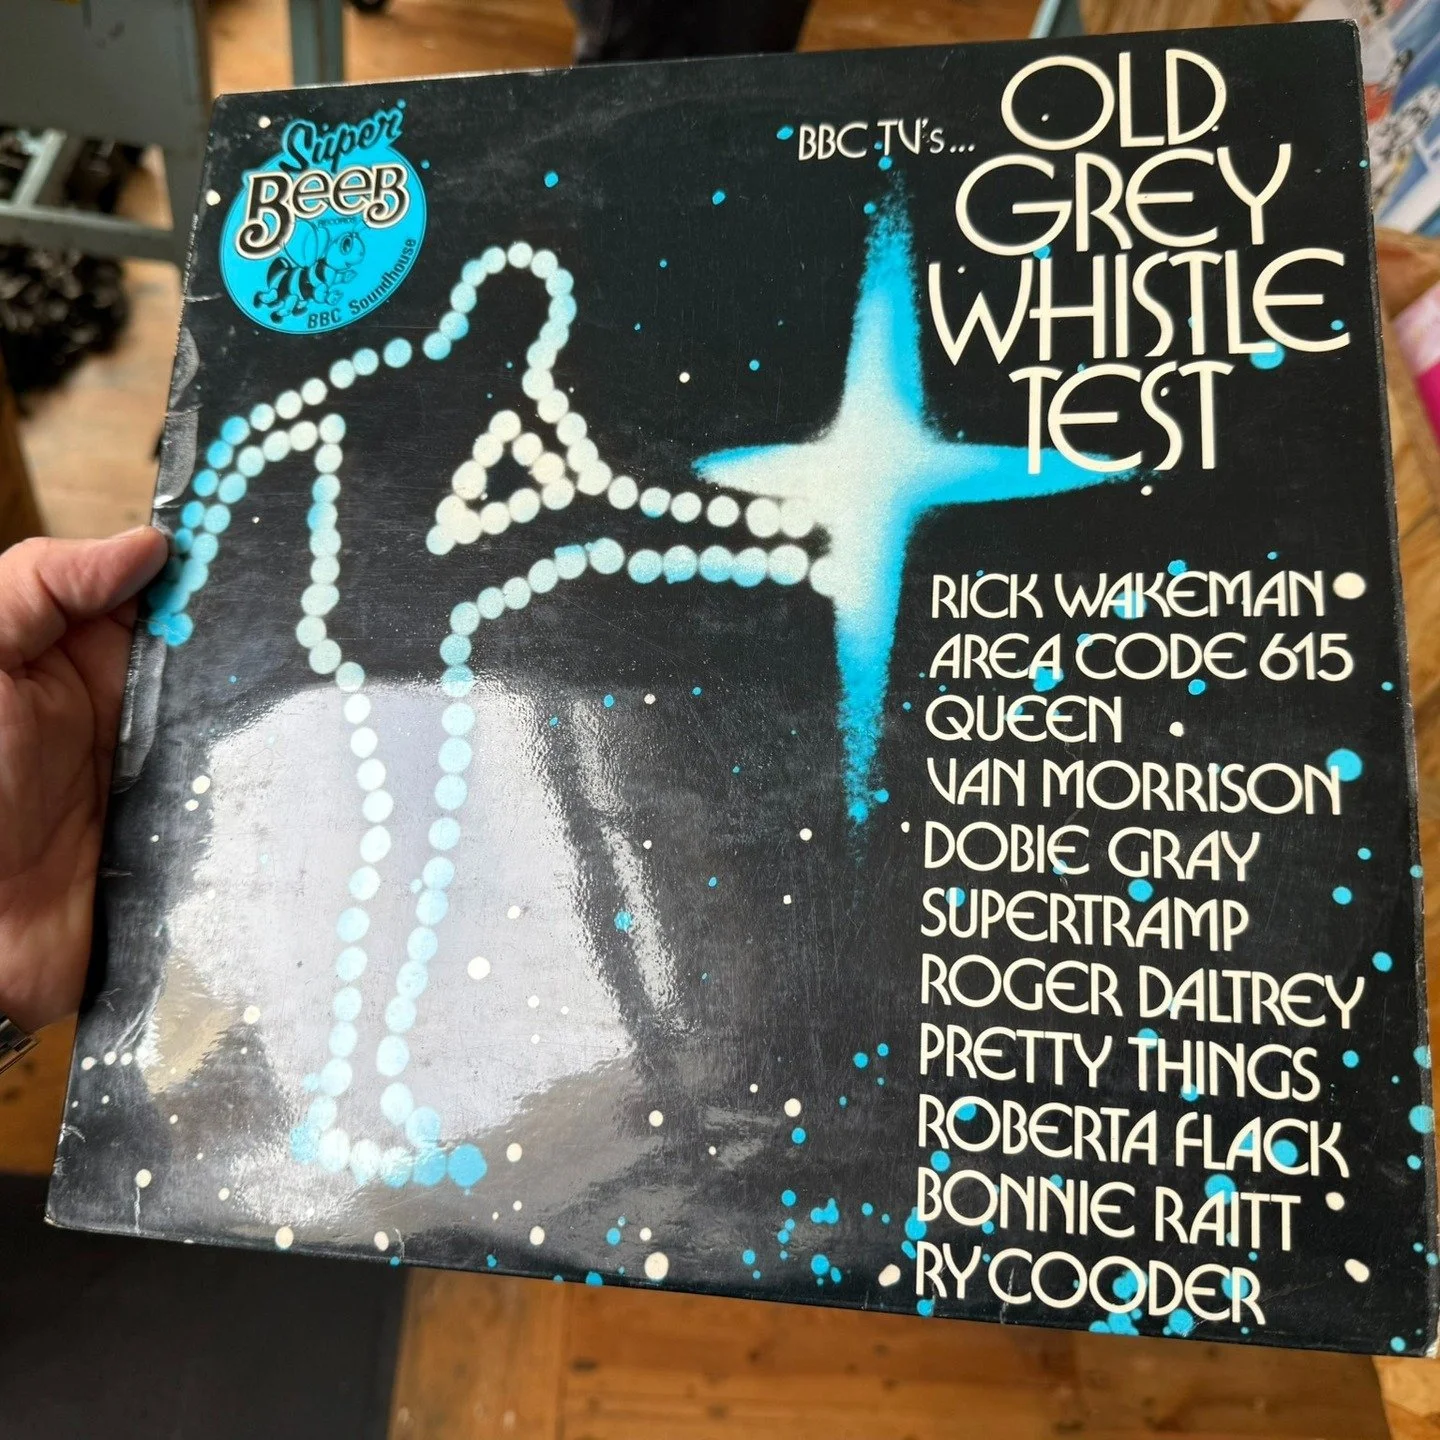 Super
BeeB
RECORDS
BBC Soundhouse
BBC TV's...
OLD
GREY
WHISTLE
TEST
RICK WAKEMAN
AREA CODE 615
QUEEN
VAN MORRISON
DOBIE GRAY
SUPERTRAMP
ROGER DALTREY
PRETTY THINGS
ROBERTA FLACK
BONNIE RAITT
RY COODER